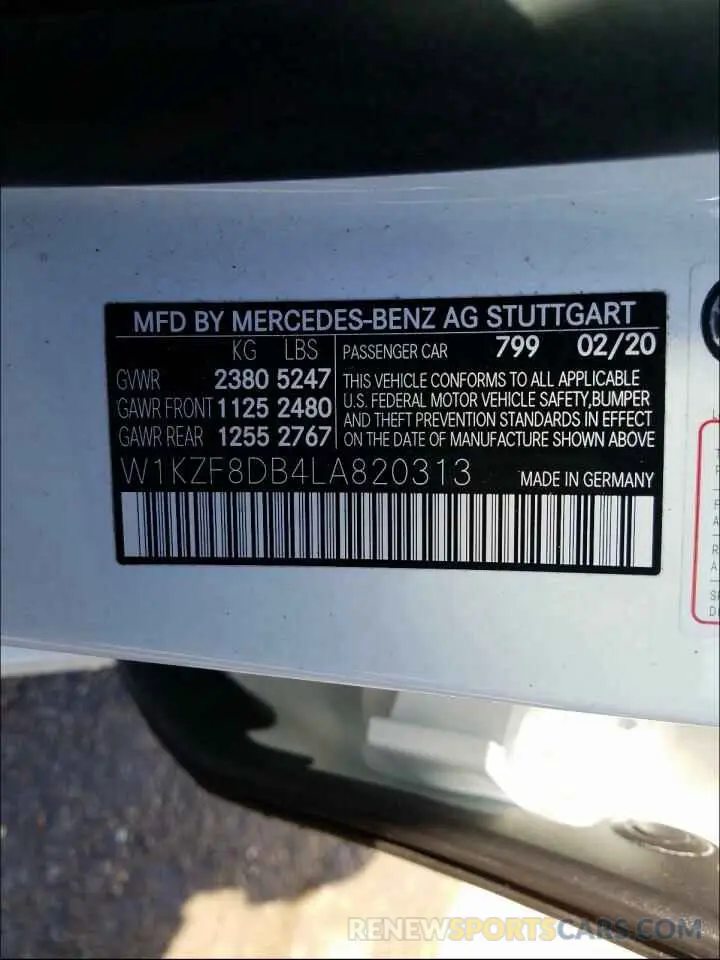 MFD BY MERCEDES-BENZ AG STUTTGART
KG LBS
GVWR 2380 5247
GAWR FRONT 1125 2480
GAWR REAR 1255 2767
PASSENGER CAR 799 02/20
THIS VEHICLE CONFORMS TO ALL APPLICABLE
U.S. FEDERAL MOTOR VEHICLE SAFETY,BUMPER
AND THEFT PREVENTION STANDARDS IN EFFECT
ON THE DATE OF MANUFACTURE SHOWN ABOVE
W1KZF8DB4LA820313 MADE IN GERMANY
RENEWSPORTSCARS.COM